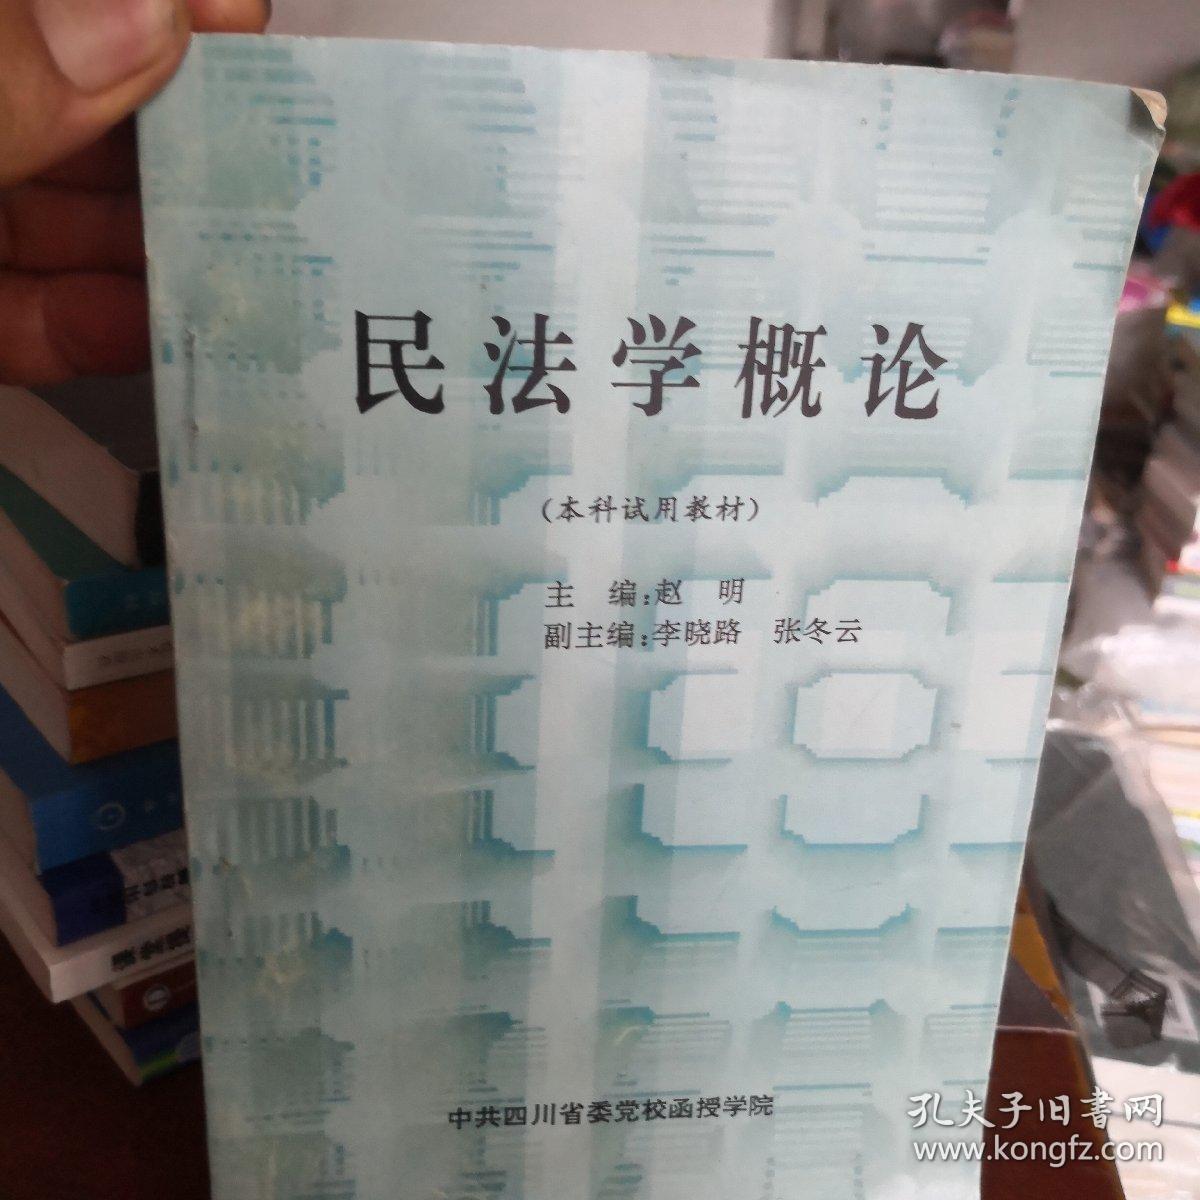 民法学概论
(本科试用教材)
主 编:赵 明
副主编:李晓路 张冬云
中共四川省委党校函授学院
孔夫子旧书网
www.kongfz.com